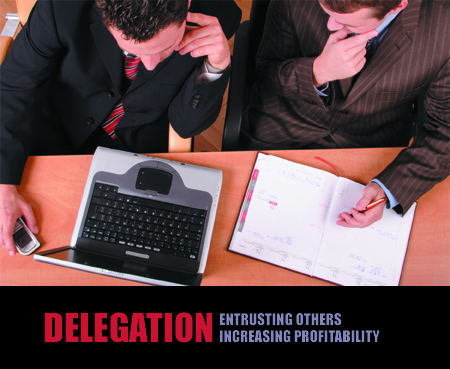 DELEGATION
ENTRUSTING OTHERS
INCREASING PROFITABILITY